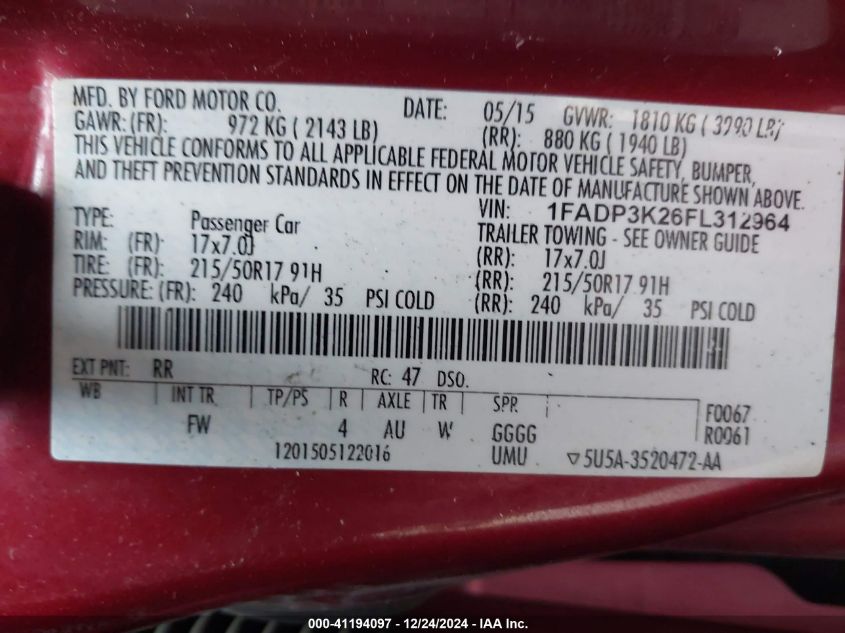 MFD. BY FORD MOTOR CO. DATE: 05/15 GVWR: 1810 KG ( 3990 LB)
GAWR: (FR): 972 KG ( 2143 LB) (RR): 880 KG ( 1940 LB)
THIS VEHICLE CONFORMS TO ALL APPLICABLE FEDERAL MOTOR VEHICLE SAFETY, BUMPER,
AND THEFT PREVENTION STANDARDS IN EFFECT ON THE DATE OF MANUFACTURE SHOWN ABOVE.
VIN: 1FADP3K26FL312964
TYPE: Passenger Car TRAILER TOWING - SEE OWNER GUIDE
RIM: (FR): 17x7.0J (RR): 17x7.0J
TIRE: (FR): 215/50R17 91H (RR): 215/50R17 91H
PRESSURE: (FR): 240 kPa/ 35 PSI COLD (RR): 240 kPa/ 35 PSI COLD
EXT PNT: RR RC: 47 DSO:
WB INT TR TP/PS R AXLE TR SPR F0067
FW 4 AU W GGGG R0061
1201505122016 UMU ▽5U5A-3520472-AA
000-41194097 - 12/24/2024 - IAA Inc.